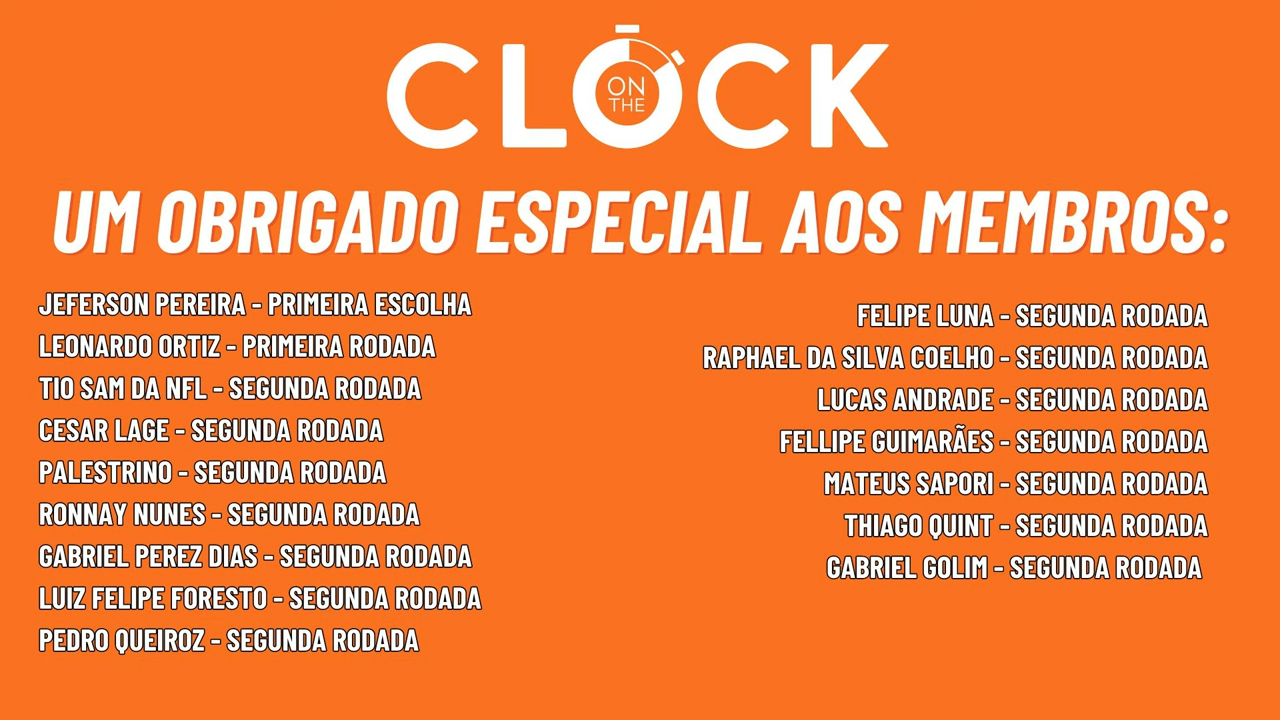 CLOCK
ON
THE
UM OBRIGADO ESPECIAL AOS MEMBROS:
JEFERSON PEREIRA - PRIMEIRA ESCOLHA
LEONARDO ORTIZ - PRIMEIRA RODADA
TIO SAM DA NFL - SEGUNDA RODADA
CESAR LAGE - SEGUNDA RODADA
PALESTRINO - SEGUNDA RODADA
RONNAY NUNES - SEGUNDA RODADA
GABRIEL PEREZ DIAS - SEGUNDA RODADA
LUIZ FELIPE FORESTO - SEGUNDA RODADA
PEDRO QUEIROZ - SEGUNDA RODADA
FELIPE LUNA - SEGUNDA RODADA
RAPHAEL DA SILVA COELHO - SEGUNDA RODADA
LUCAS ANDRADE - SEGUNDA RODADA
FELLIPE GUIMARÃES - SEGUNDA RODADA
MATEUS SAPORI - SEGUNDA RODADA
THIAGO QUINT - SEGUNDA RODADA
GABRIEL GOLIM - SEGUNDA RODADA